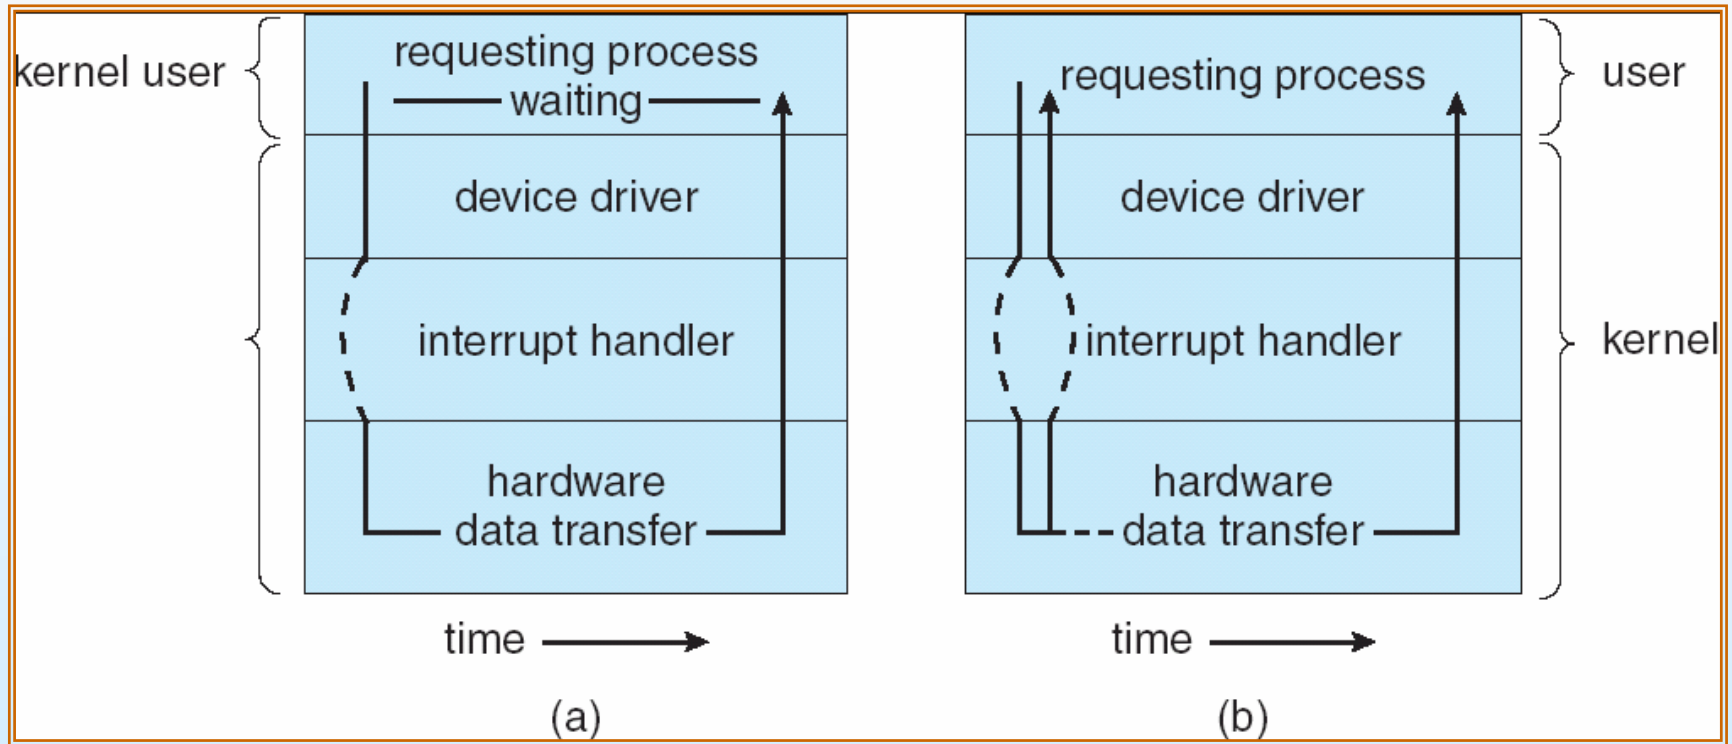 kernel user
requesting process
waiting
device driver
interrupt handler
hardware
data transfer
time
(a)
requesting process
device driver
interrupt handler
hardware
data transfer
time
(b)
user
kernel